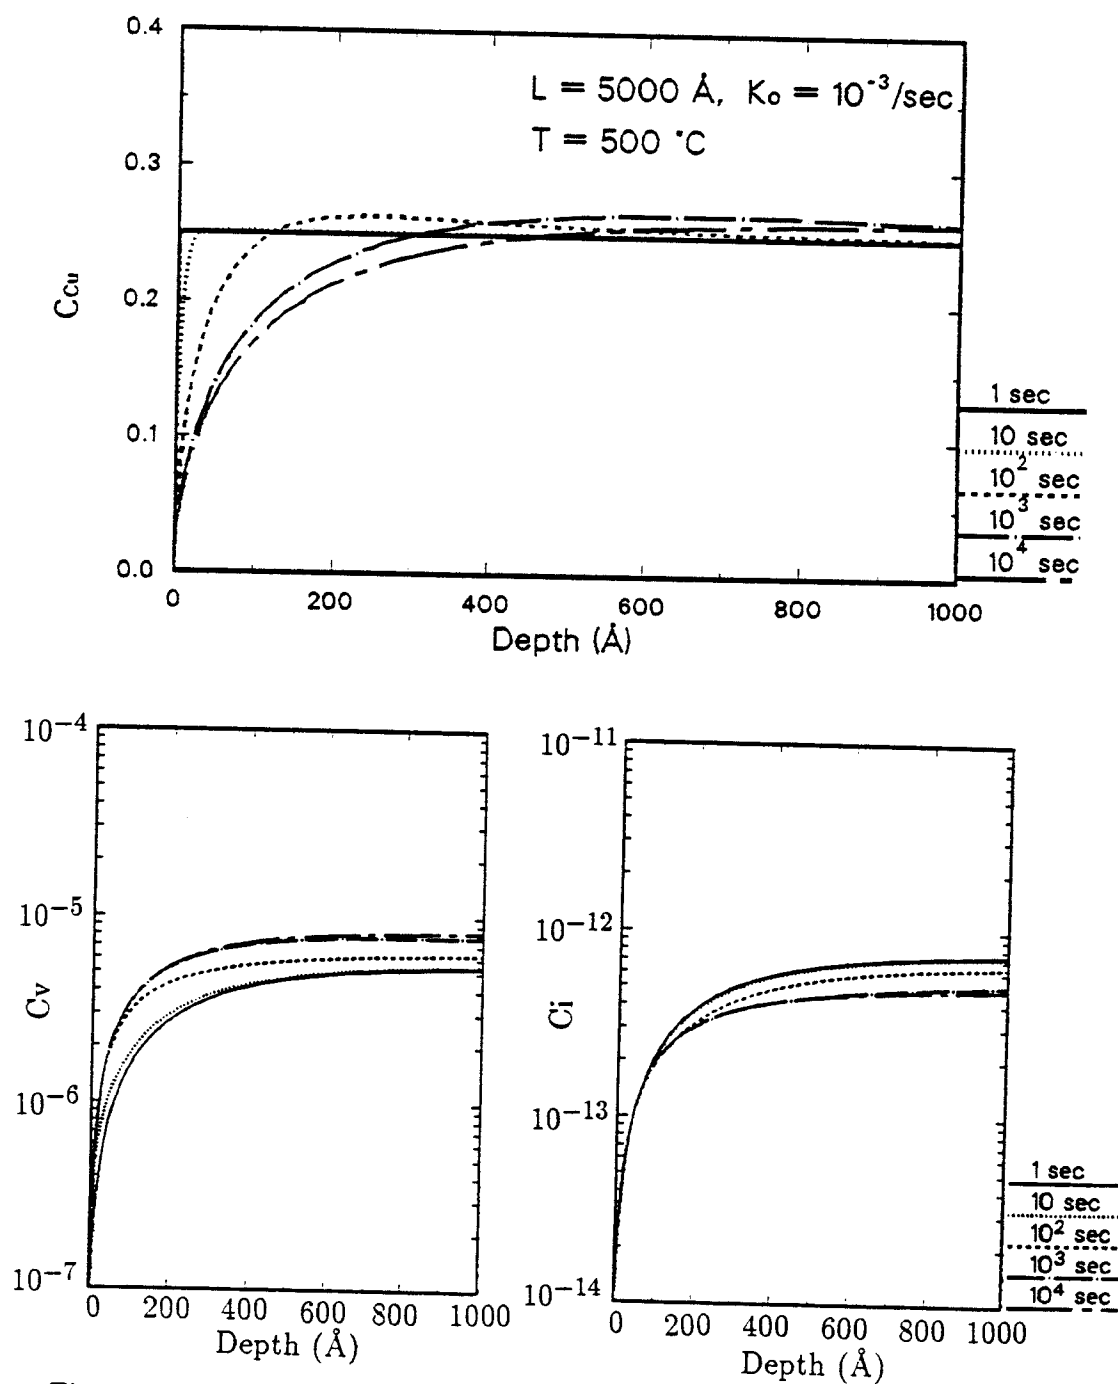 0.4
L = 5000 Å, Ko = 10⁻³/sec
T = 500 °C
0.3
0.2
0.1
0.0
CCu
0 200 400 600 800 1000
Depth (Å)
1 sec
10 sec
10² sec
10³ sec
10⁴ sec
10⁻⁴
10⁻⁵
10⁻⁶
10⁻⁷
Cv
0 200 400 600 800 1000
Depth (Å)
10⁻¹¹
10⁻¹²
10⁻¹³
10⁻¹⁴
Ci
0 200 400 600 800 1000
Depth (Å)
1 sec
10 sec
10² sec
10³ sec
10⁴ sec